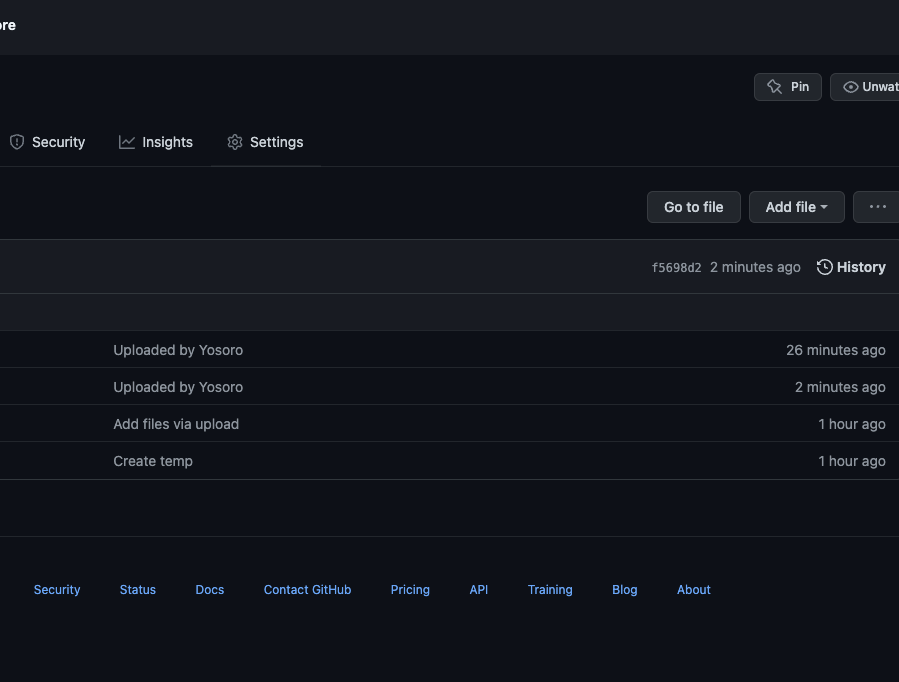 ore
Pin Unwat
Security Insights Settings
Go to file Add file ...
f5698d2 2 minutes ago History
Uploaded by Yosoro 26 minutes ago
Uploaded by Yosoro 2 minutes ago
Add files via upload 1 hour ago
Create temp 1 hour ago
Security Status Docs Contact GitHub Pricing API Training Blog About